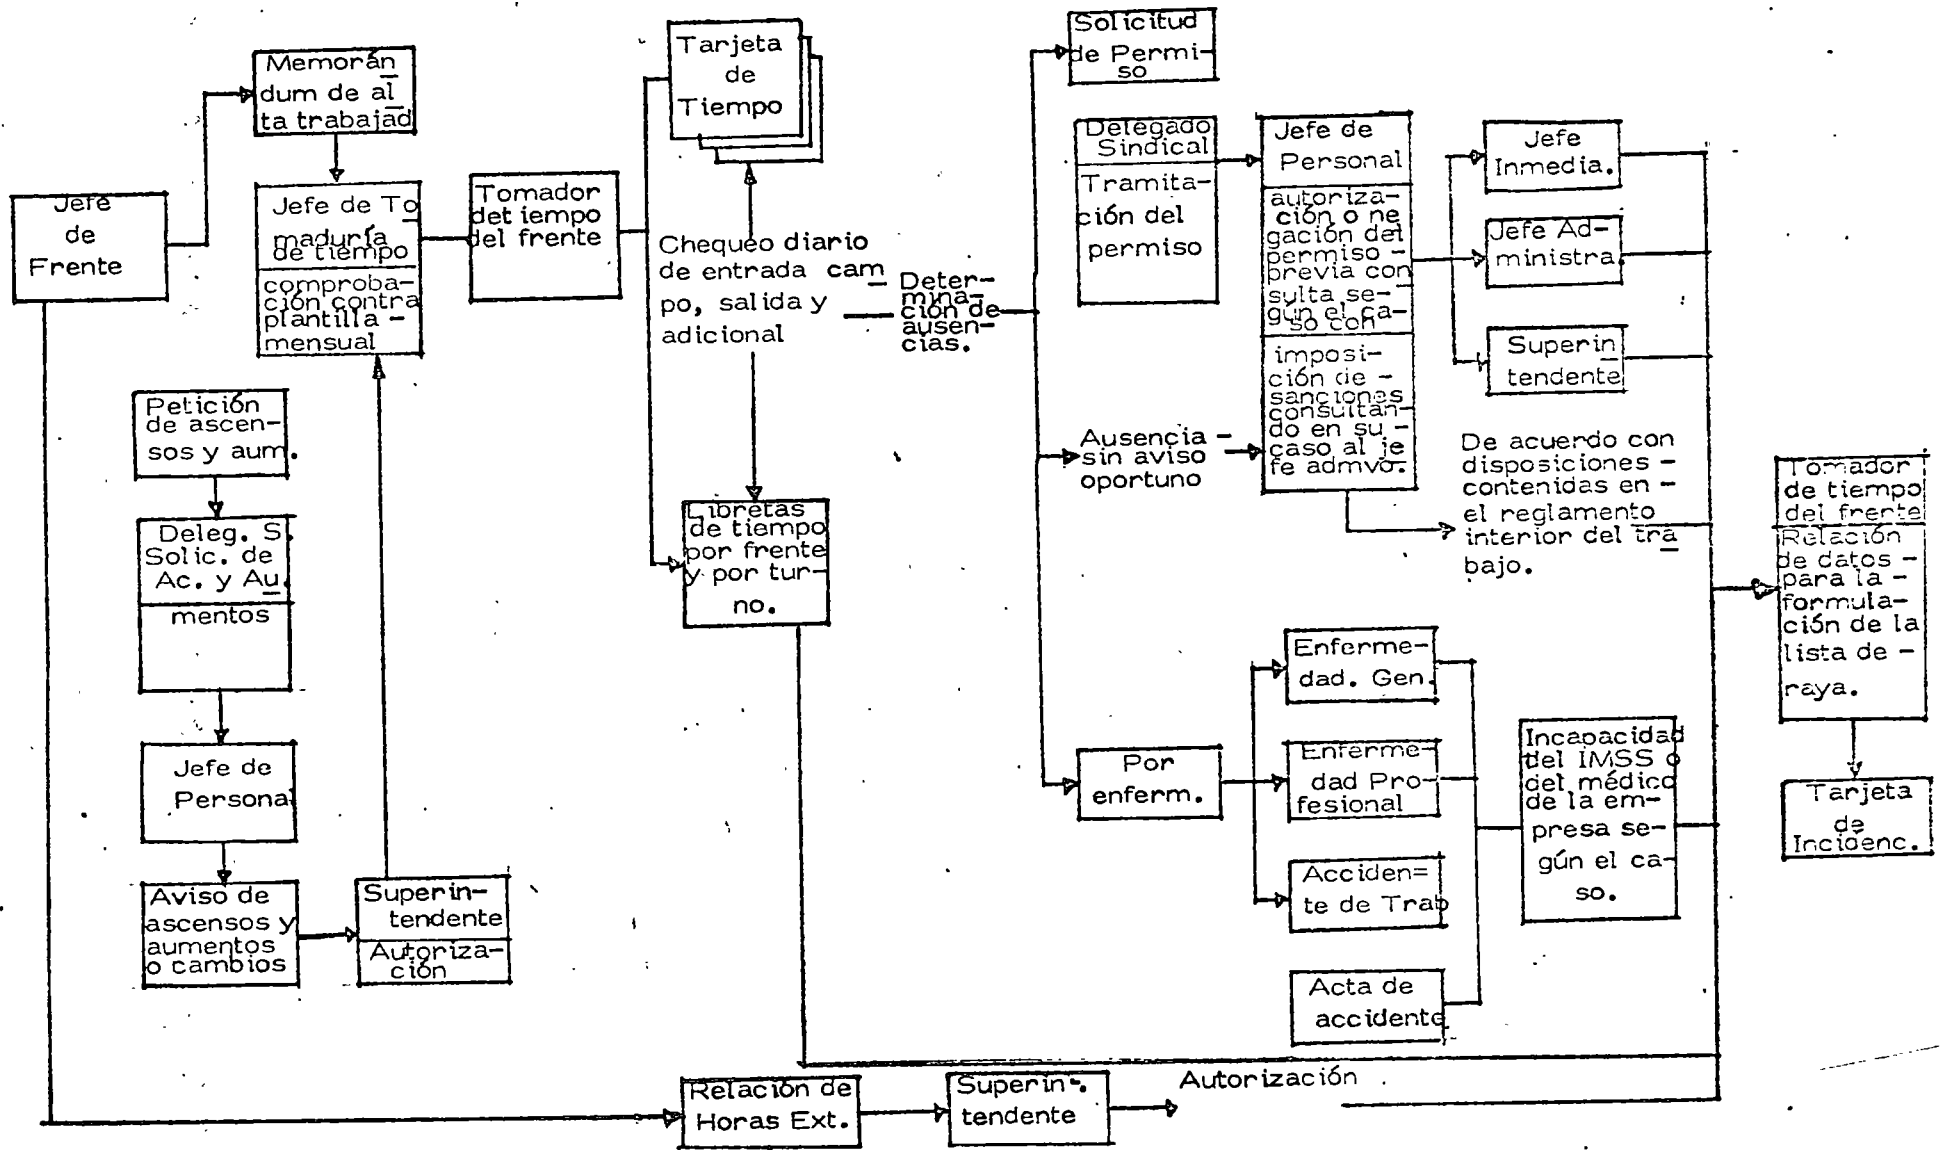 Jefe
de
Frente
Memorán
dum de al
ta trabajad
Jefe de To
maduría
de tiempo
comproba-
ción contra
plantilla -
mensual
Tomador
det iempo
del frente
Tarjeta
de
Tiempo
Chequeo diario
de entrada cam
po, salida y
adicional
Libretas
de tiempo
por frente
y por tur-
no.
Deter-
mina-
ción de
ausen-
cias.
Petición
de ascen-
sos y aum.
Deleg. S.
Solic. de
Ac. y Au.
mentos
Jefe de
Personal
Aviso de
ascensos y
aumentos
o cambios
Superin-
tendente
Autoriza-
ción
Solicitud
de Permi-
so
Delegado
Sindical
Tramita-
ción del
permiso
Jefe de
Personal
autoriza-
ción o ne
gación del
permiso -
previa con
sulta se-
gún el ca-
so con
imposi-
ción de -
sanciones
consultan-
do en su -
caso al je
fe admvo.
Jefe
Inmedia.
Jefe Ad-
ministra.
Superin
tendente
Ausencia -
sin aviso
oportuno
De acuerdo con
disposiciones -
contenidas en -
el reglamento
interior del tra
bajo.
Por
enferm.
Enferme-
dad. Gen.
Enferme-
dad Pro-
fesional
Acciden=
te de Trab
Acta de
accidente
Incapacidad
del IMSS o
del médico
de la em-
presa se-
gún el ca-
so.
Tomador
de tiempo
del frente
Relación
de datos -
para la -
formula-
ción de la
lista de -
raya.
Tarjeta
de
Incidenc.
Relación de
Horas Ext.
Superin-
tendente
Autorización